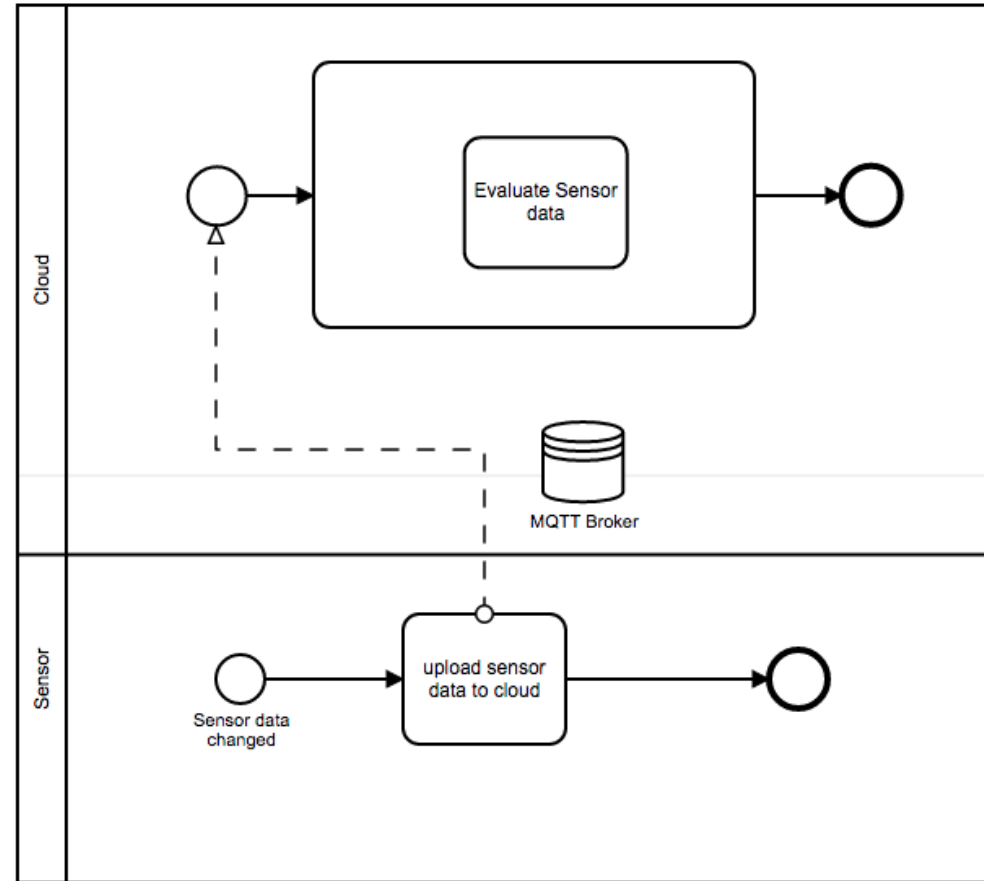 Cloud
Evaluate Sensor
data
MQTT Broker
Sensor
upload sensor
data to cloud
Sensor data
changed